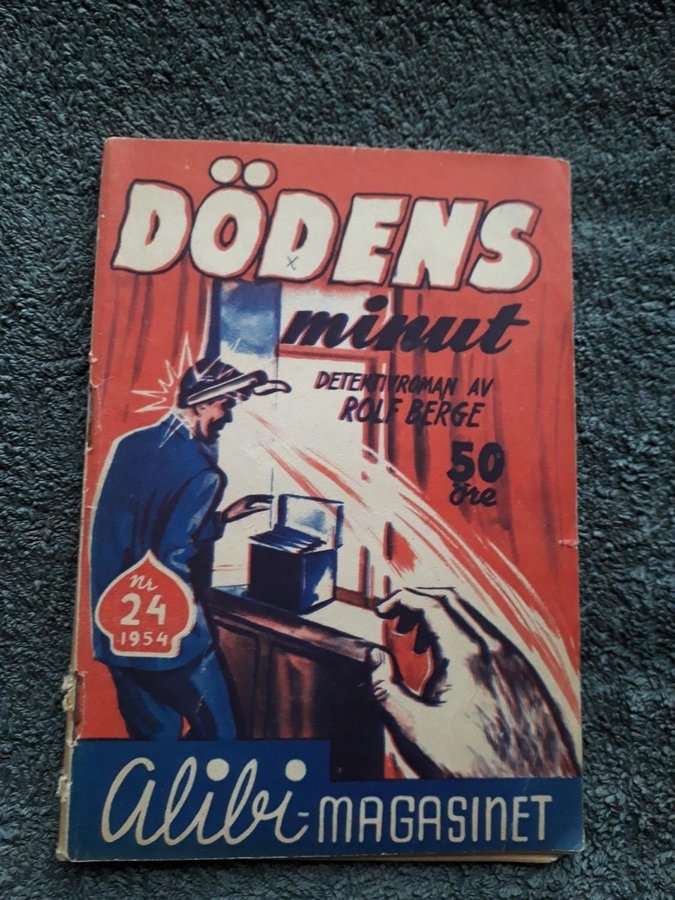 DÖDENS
minut
DETEKTIVROMAN AV
ROLF BERGE
50
öre
Nr
24
1954
alibi-MAGASINET